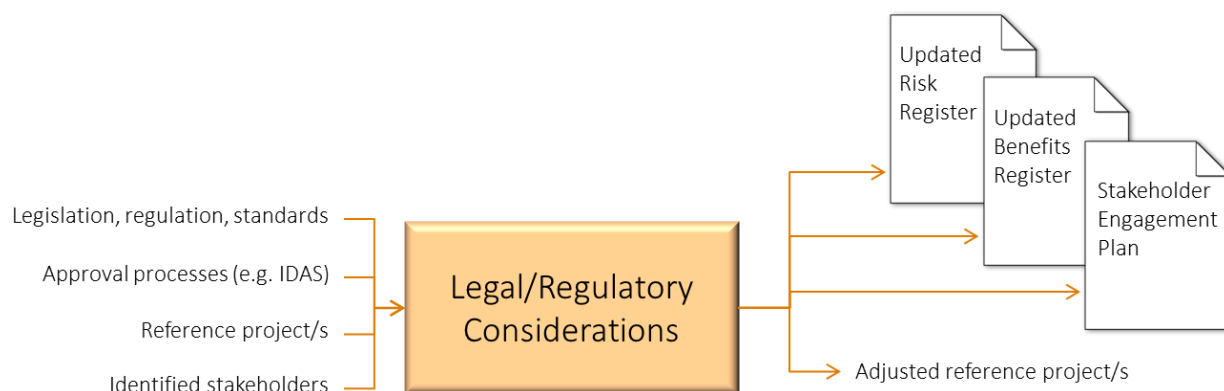 Legislation, regulation, standards
Approval processes (e.g. IDAS)
Reference project/s
Identified stakeholders
Legal/Regulatory
Considerations
Updated
Risk
Register
Updated
Benefits
Register
Stakeholder
Engagement
Plan
Adjusted reference project/s